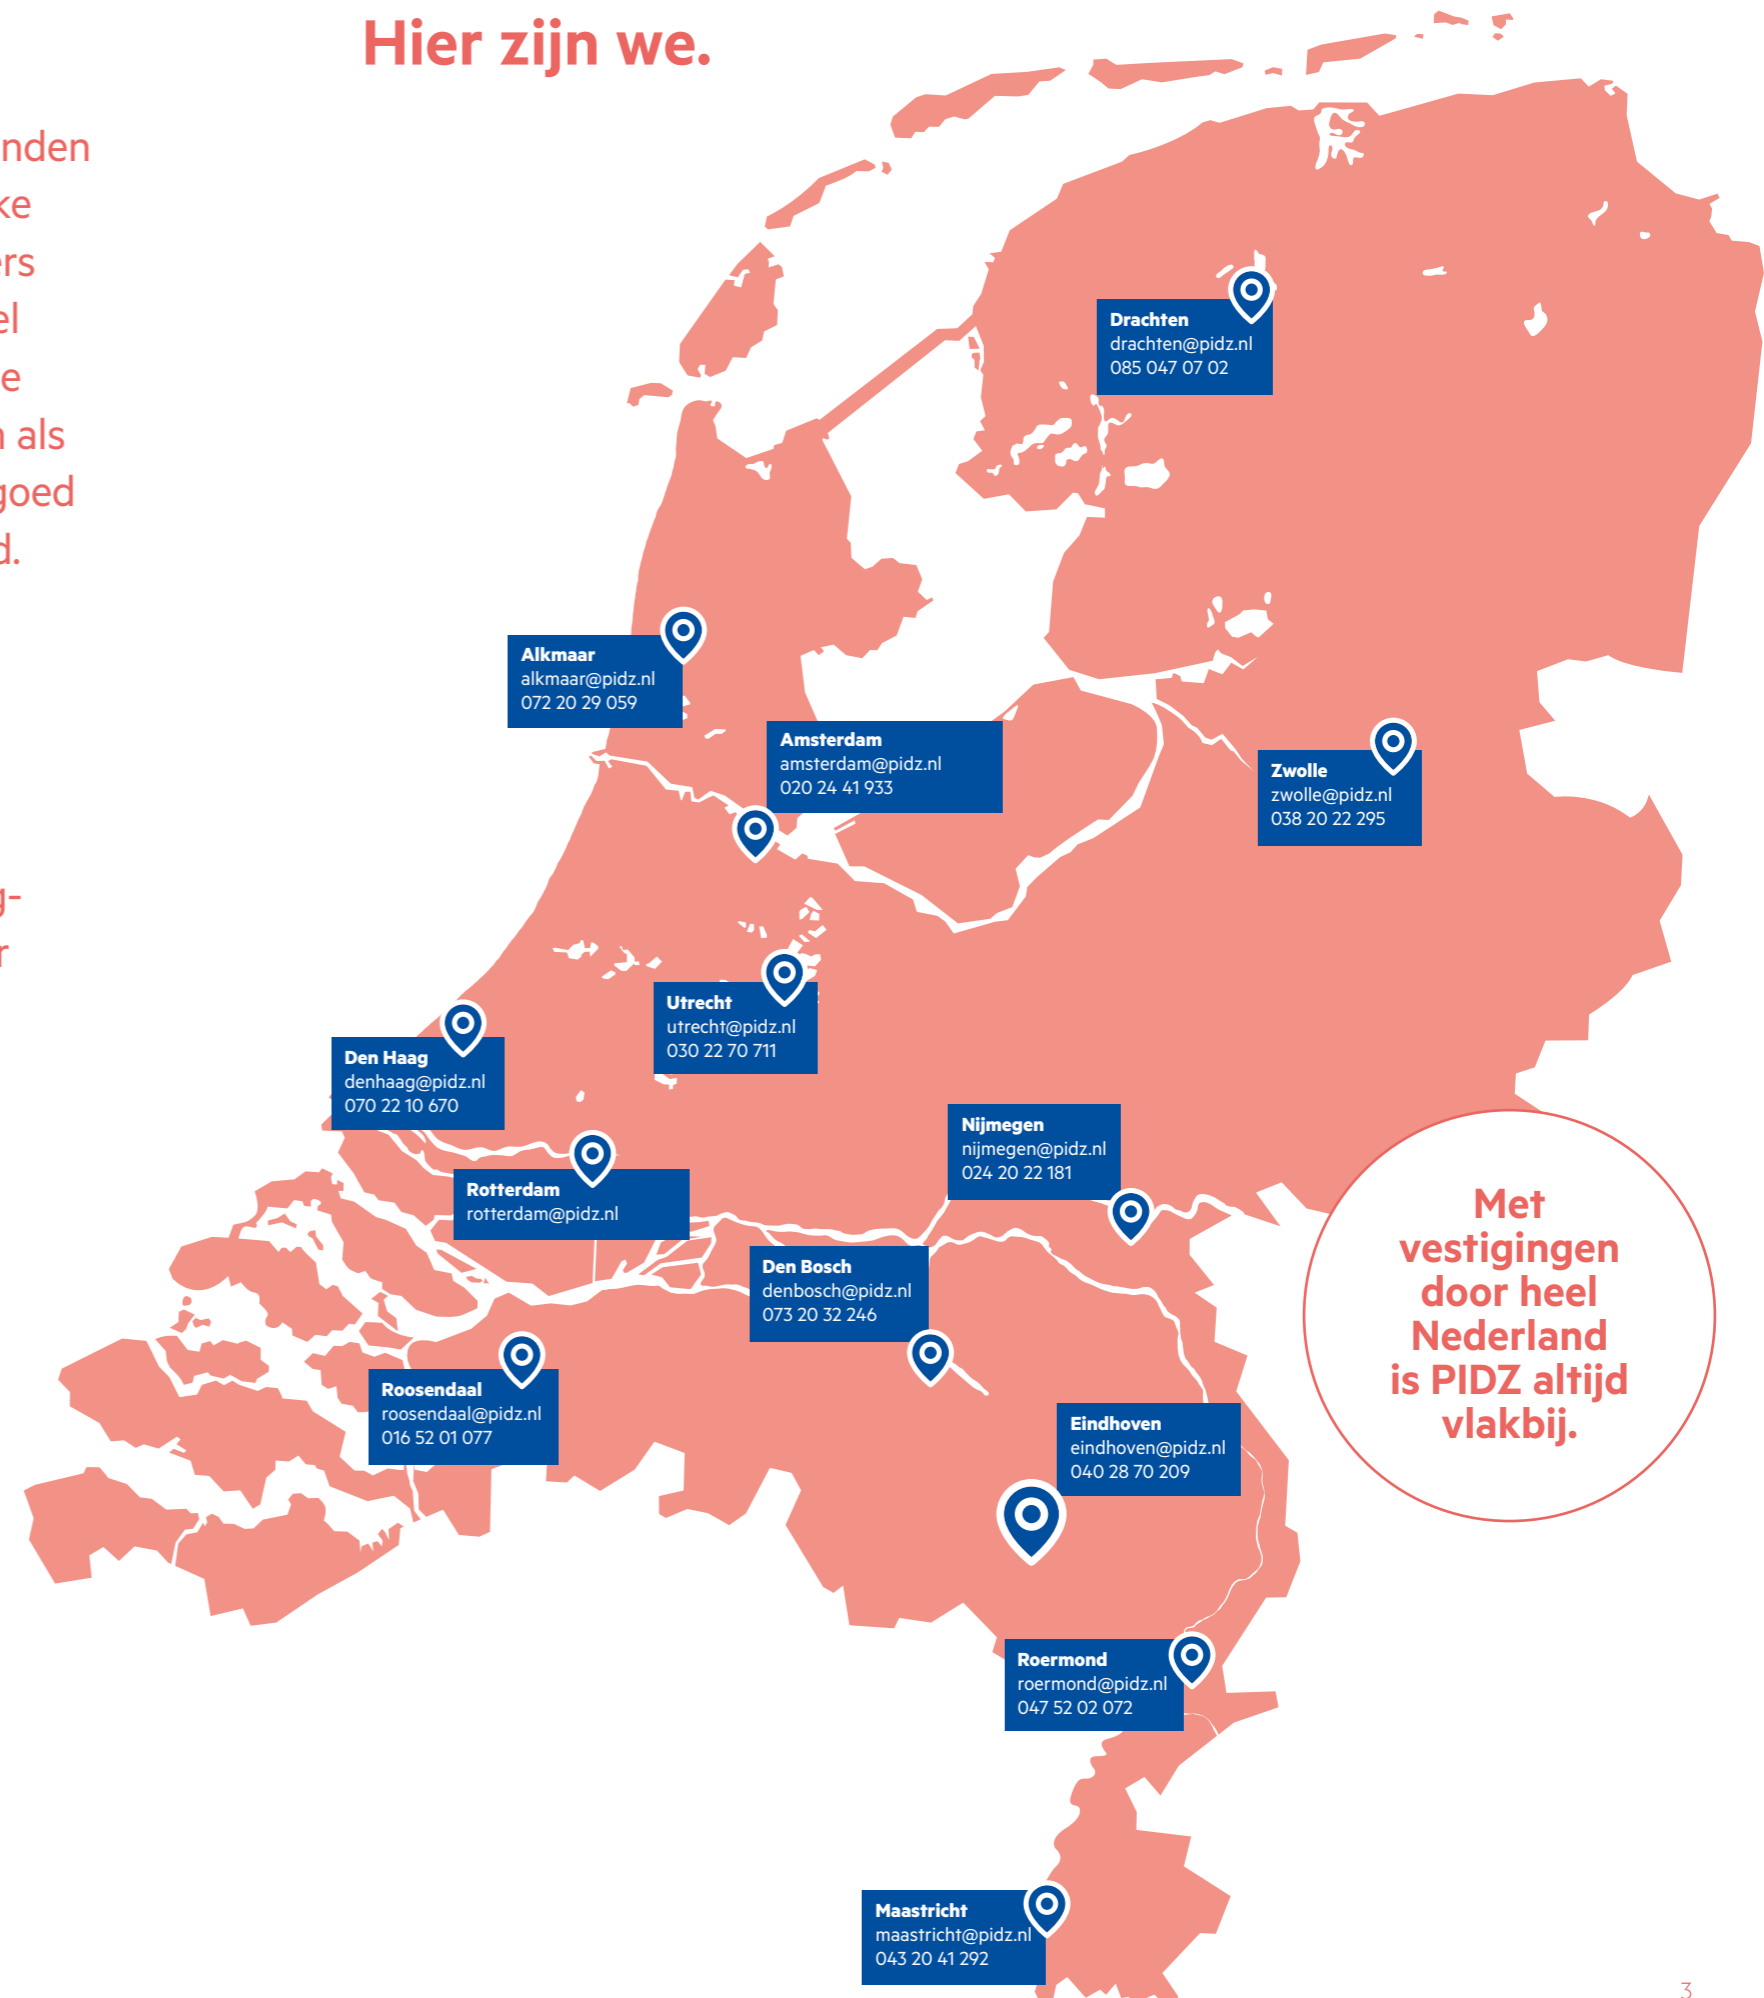 Hier zijn we.
nden
ke
ers
el
e
n als
goed
d.
g-
r
Drachten
drachten@pidz.nl
085 047 07 02
Alkmaar
alkmaar@pidz.nl
072 20 29 059
Amsterdam
amsterdam@pidz.nl
020 24 41 933
Zwolle
zwolle@pidz.nl
038 20 22 295
Utrecht
utrecht@pidz.nl
030 22 70 711
Den Haag
denhaag@pidz.nl
070 22 10 670
Nijmegen
nijmegen@pidz.nl
024 20 22 181
Rotterdam
rotterdam@pidz.nl
Den Bosch
denbosch@pidz.nl
073 20 32 246
Roosendaal
roosendaal@pidz.nl
016 52 01 077
Eindhoven
eindhoven@pidz.nl
040 28 70 209
Met
vestigingen
door heel
Nederland
is PIDZ altijd
vlakbij.
Roermond
roermond@pidz.nl
047 52 02 072
Maastricht
maastricht@pidz.nl
043 20 41 292
3